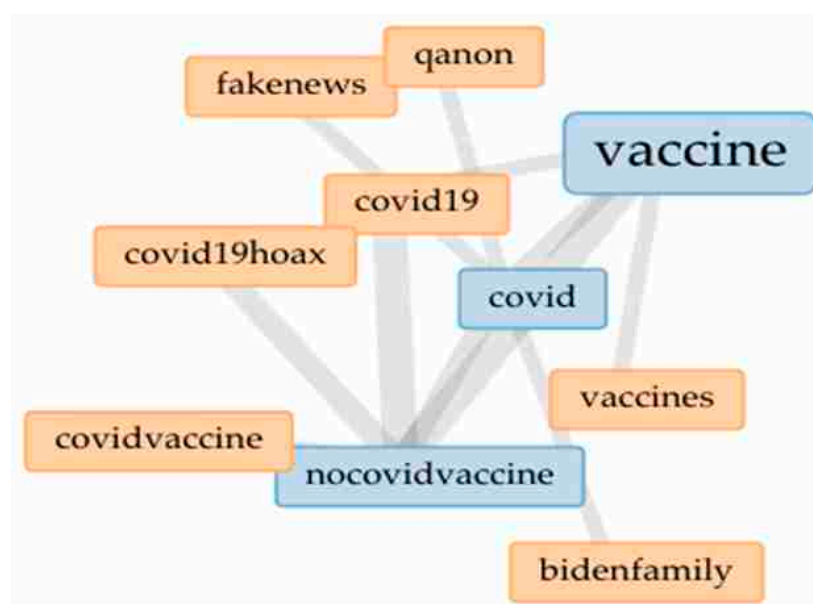 qanon
fakenews
vaccine
covid19
covid19hoax
covid
vaccines
covidvaccine
nocovidvaccine
bidenfamily